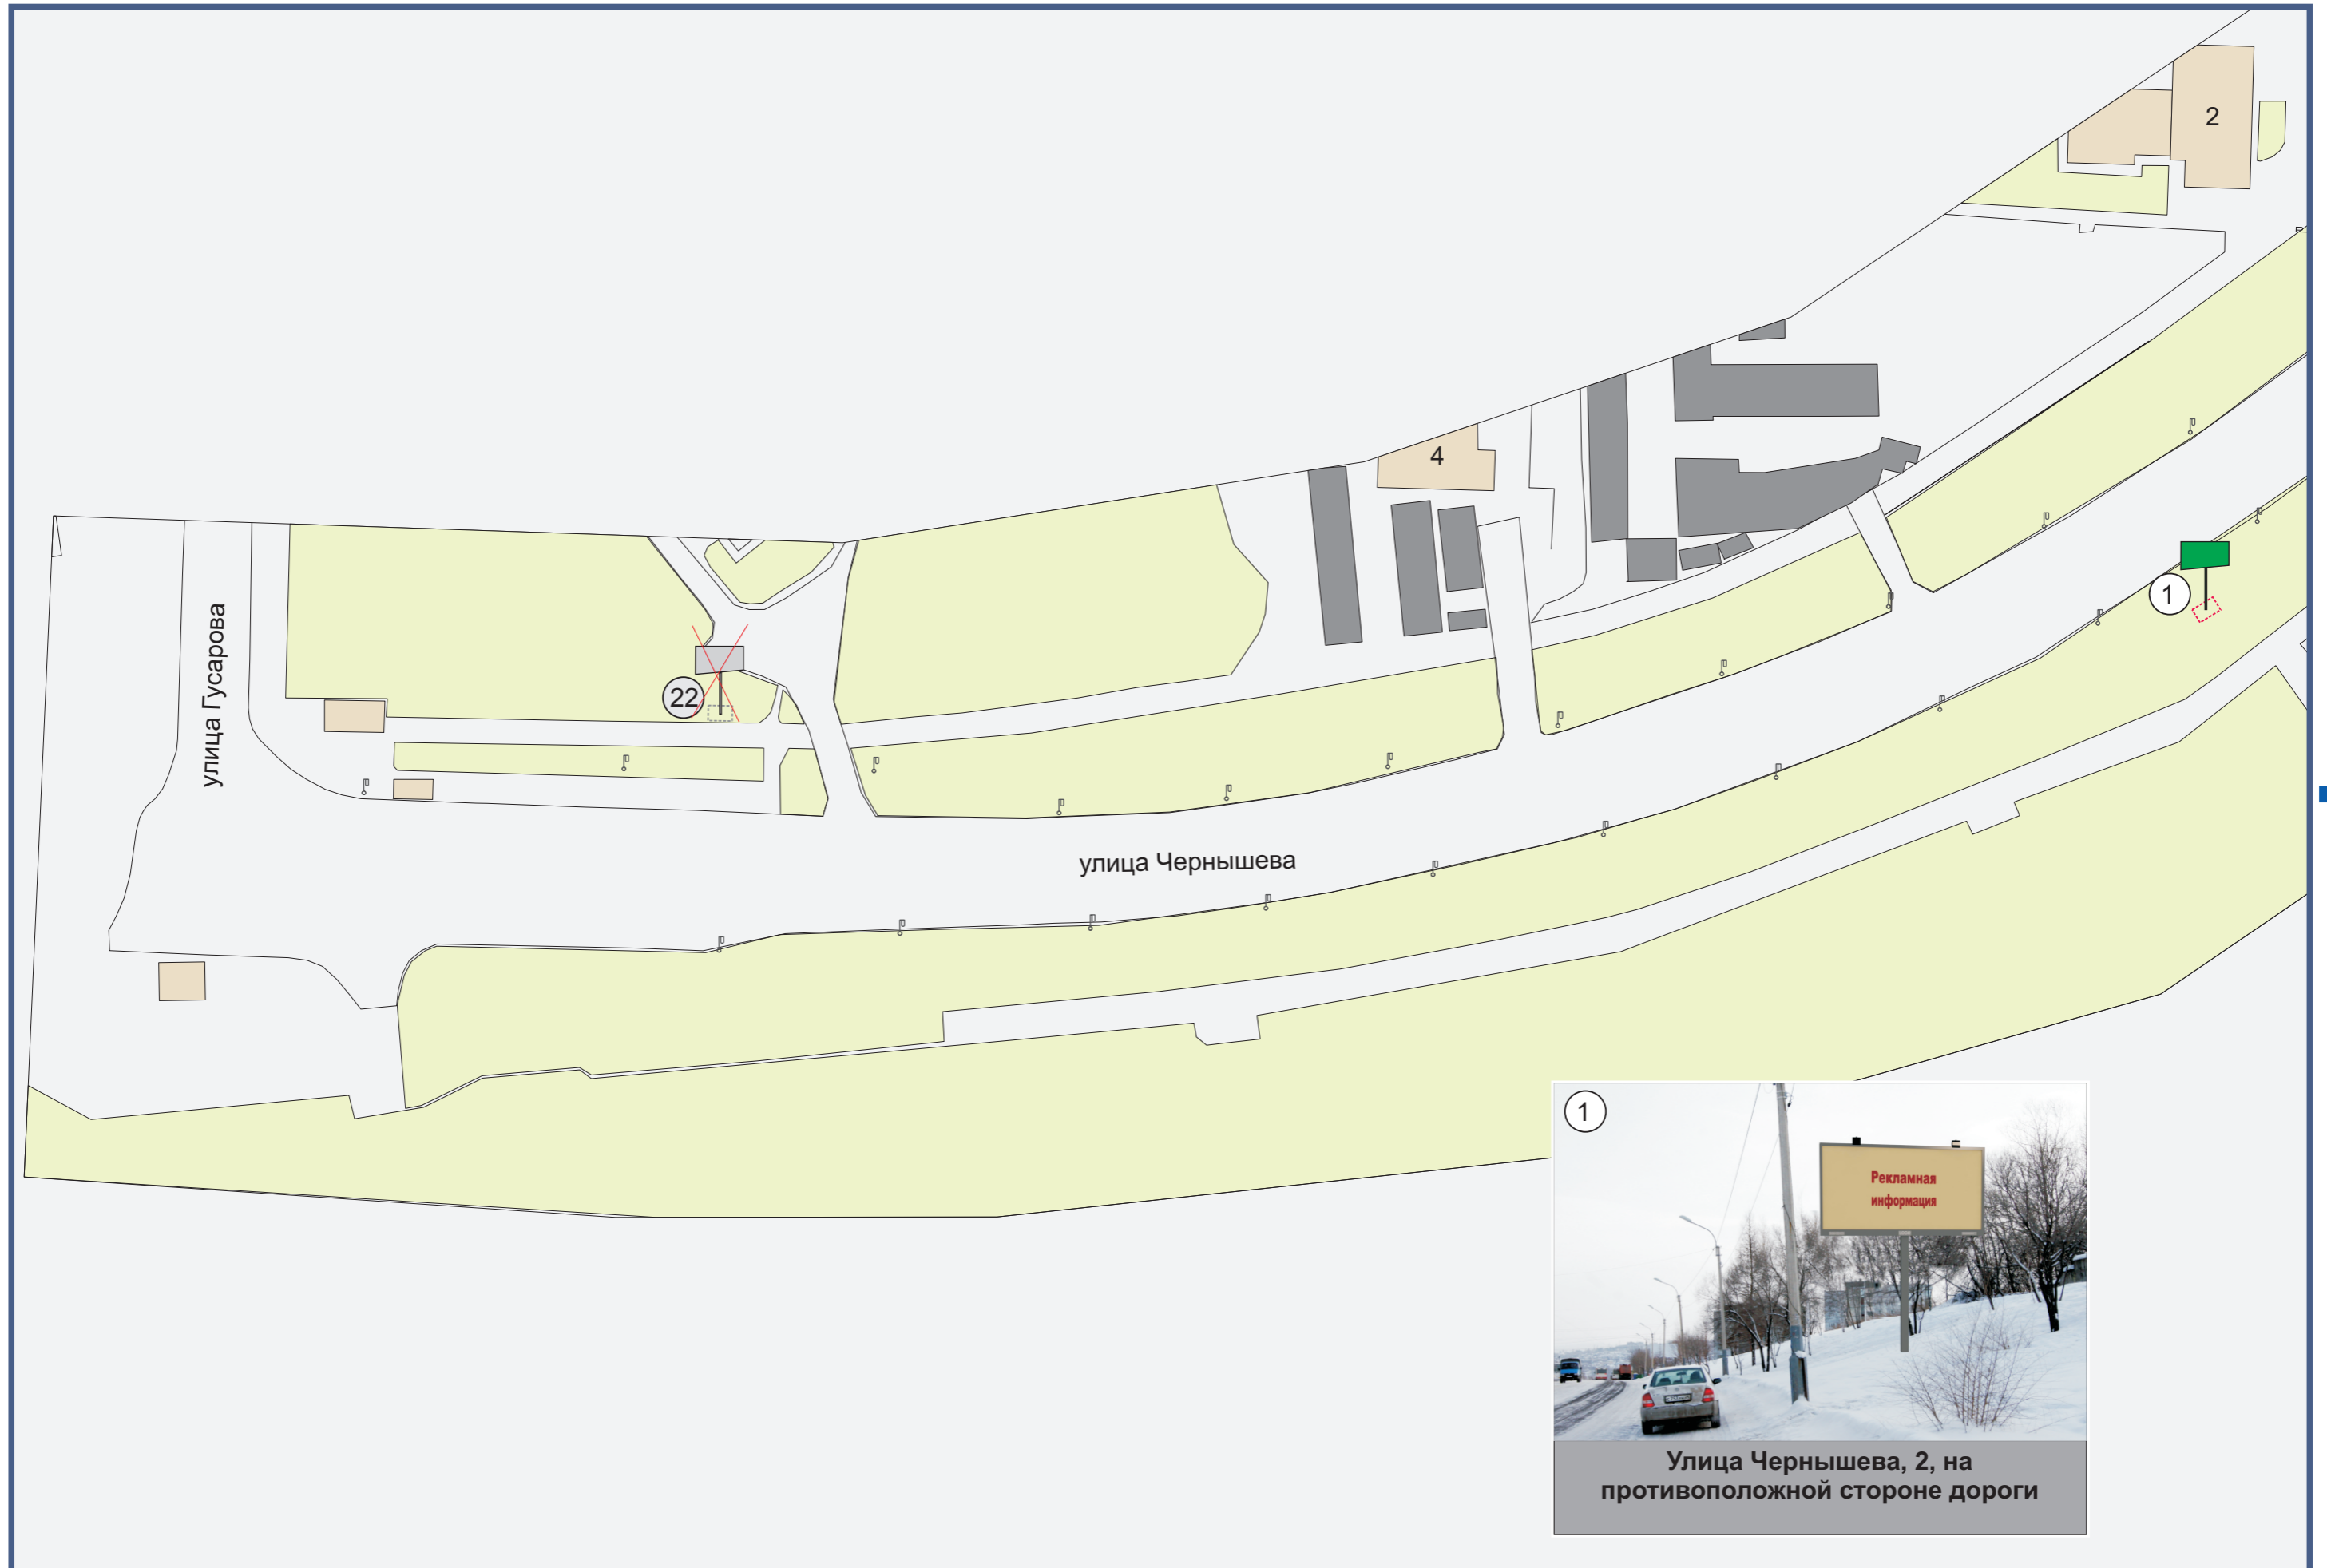 2
4
1
улица Гусарова
22
улица Чернышева
1
Рекламная
информация
Улица Чернышева, 2, на
противоположной стороне дороги